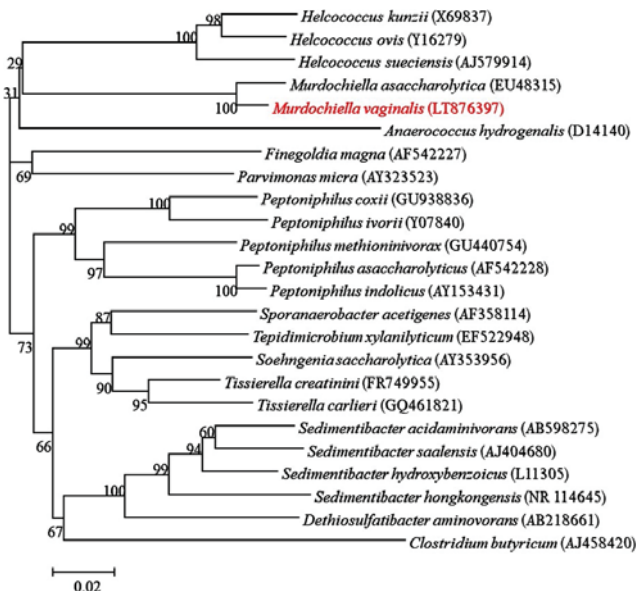 98
Helcococcus kunzii (X69837)
100
Helcococcus ovis (Y16279)
29
Helcococcus sueciensis (AJ579914)
Murdochiella asaccharolytica (EU48315)
31
100
Murdochiella vaginalis (LT876397)
Anaerococcus hydrogenalis (D14140)
Finegoldia magna (AF542227)
69
Parvimonas micra (AY323523)
Peptoniphilus coxii (GU938836)
100
Peptoniphilus ivorii (Y07840)
99
Peptoniphilus methioninivorax (GU440754)
97
Peptoniphilus asaccharolyticus (AF542228)
100
Peptoniphilus indolicus (AY153431)
Sporanaerobacter acetigenes (AF358114)
87
Tepidimicrobium xylanilyticum (EF522948)
73
99
Soehngenia saccharolytica (AY353956)
90
Tissierella creatinini (FR749955)
95
Tissierella carlieri (GQ461821)
Sedimentibacter acidaminivorans (AB598275)
60
66
Sedimentibacter saalensis (AJ404680)
94
Sedimentibacter hydroxybenzoicus (L11305)
99
Sedimentibacter hongkongensis (NR 114645)
100
Dethiosulfatibacter aminovorans (AB218661)
67
Clostridium butyricum (AJ458420)
0.02